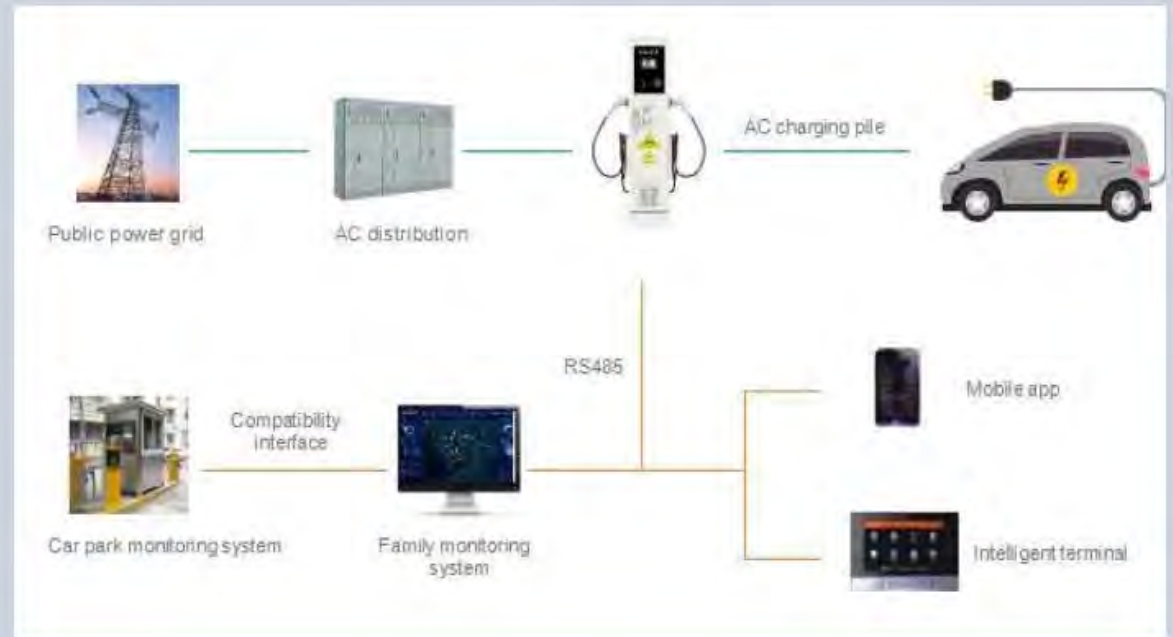 AC charging pile
Public power grid
AC distribution
RS485
Mobile app
Compatibility
interface
Car park monitoring system
Family monitoring
system
Intelligent terminal